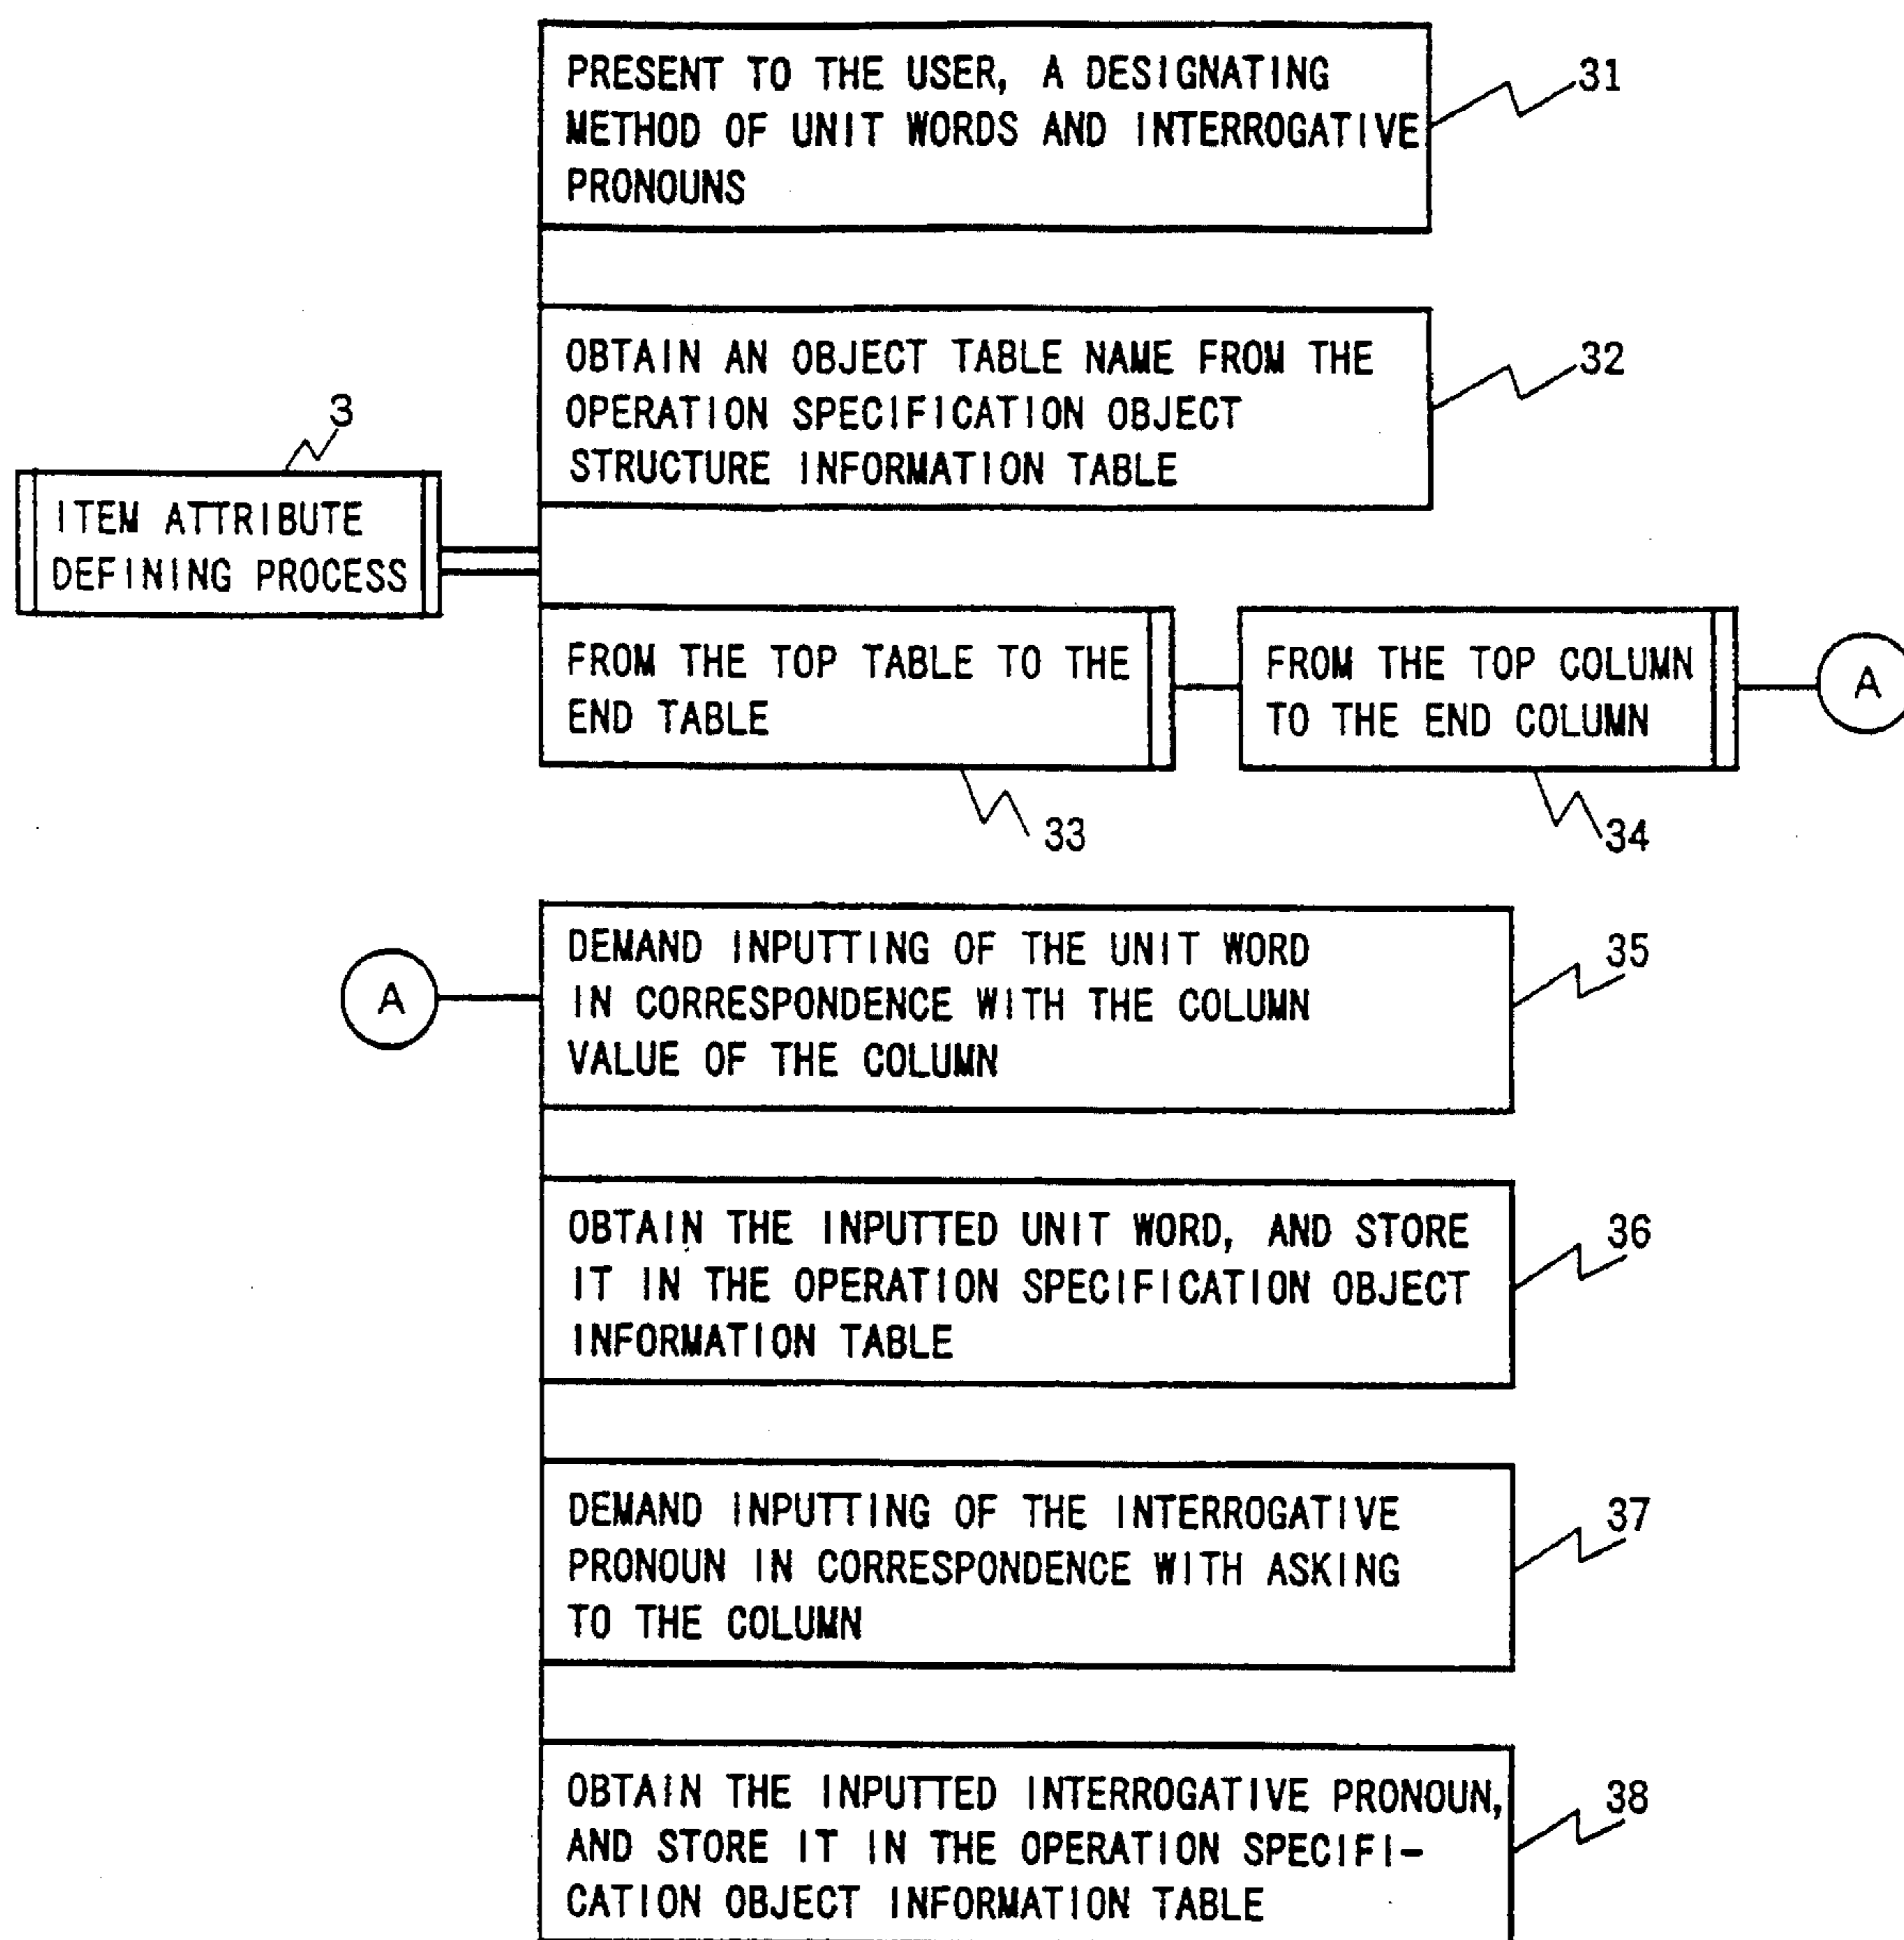 PRESENT TO THE USER, A DESIGNATING
METHOD OF UNIT WORDS AND INTERROGATIVE
PRONOUNS
31
OBTAIN AN OBJECT TABLE NAME FROM THE
OPERATION SPECIFICATION OBJECT
STRUCTURE INFORMATION TABLE
32
3
ITEM ATTRIBUTE
DEFINING PROCESS
FROM THE TOP TABLE TO THE
END TABLE
33
FROM THE TOP COLUMN
TO THE END COLUMN
34
A
A
DEMAND INPUTTING OF THE UNIT WORD
IN CORRESPONDENCE WITH THE COLUMN
VALUE OF THE COLUMN
35
OBTAIN THE INPUTTED UNIT WORD, AND STORE
IT IN THE OPERATION SPECIFICATION OBJECT
INFORMATION TABLE
36
DEMAND INPUTTING OF THE INTERROGATIVE
PRONOUN IN CORRESPONDENCE WITH ASKING
TO THE COLUMN
37
OBTAIN THE INPUTTED INTERROGATIVE PRONOUN,
AND STORE IT IN THE OPERATION SPECIFI-
CATION OBJECT INFORMATION TABLE
38